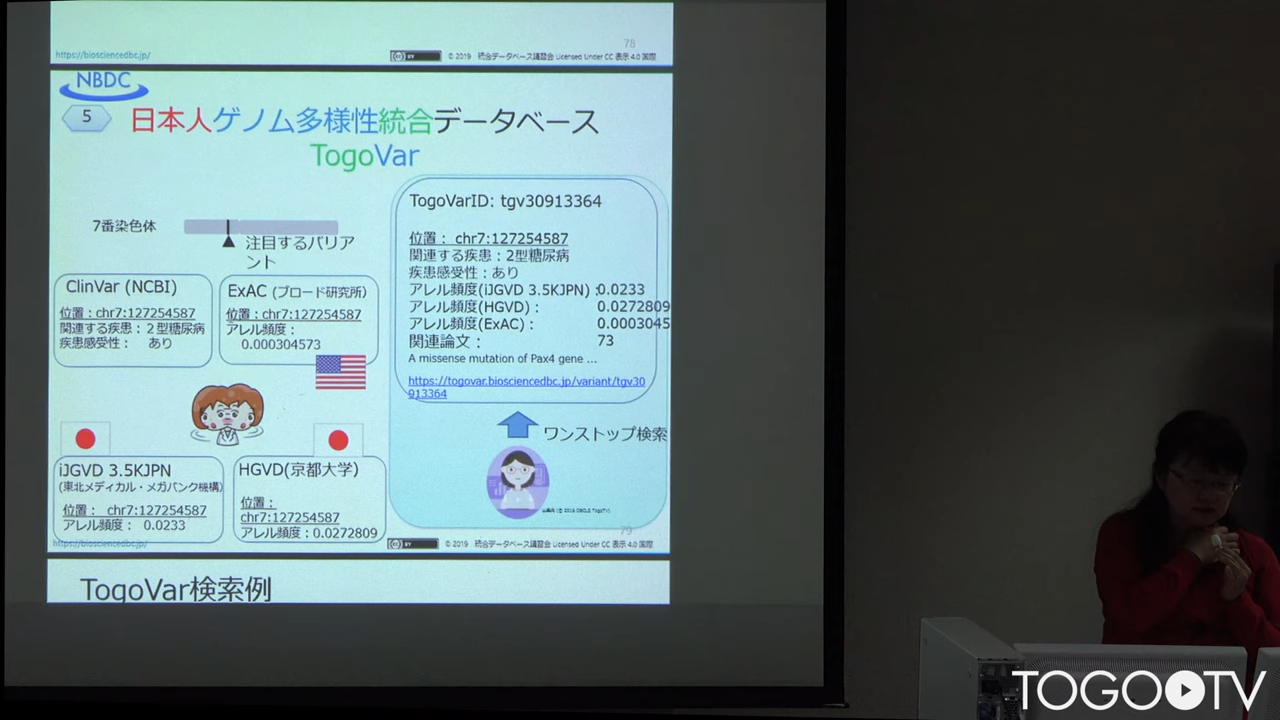 78
https://biosciencedbc.jp/
© 2019 統合データベース講習会 Licensed Under CC 表示 4.0 国際
NBDC
5
日本人ゲノム多様性統合データベース
TogoVar
7番染色体
注目するバリア
ント
ClinVar (NCBI)
位置：chr7:127254587
関連する疾患：２型糖尿病
疾患感受性： あり
ExAC (ブロード研究所)
位置：chr7:127254587
アレル頻度：
0.000304573
iJGVD 3.5KJPN
(東北メディカル・メガバンク機構)
位置： chr7:127254587
アレル頻度： 0.0233
HGVD(京都大学)
位置：
chr7:127254587
アレル頻度：0.0272809
TogoVarID: tgv30913364
位置： chr7:127254587
関連する疾患：2型糖尿病
疾患感受性：あり
アレル頻度(iJGVD 3.5KJPN)：0.0233
アレル頻度(HGVD)： 0.0272809
アレル頻度(ExAC)： 0.0003045
関連論文： 73
A missense mutation of Pax4 gene ...
https://togovar.biosciencedbc.jp/variant/tgv30
913364
ワンストップ検索
79
https://biosciencedbc.jp/
© 2019 統合データベース講習会 Licensed Under CC 表示 4.0 国際
TogoVar検索例
TOGO TV